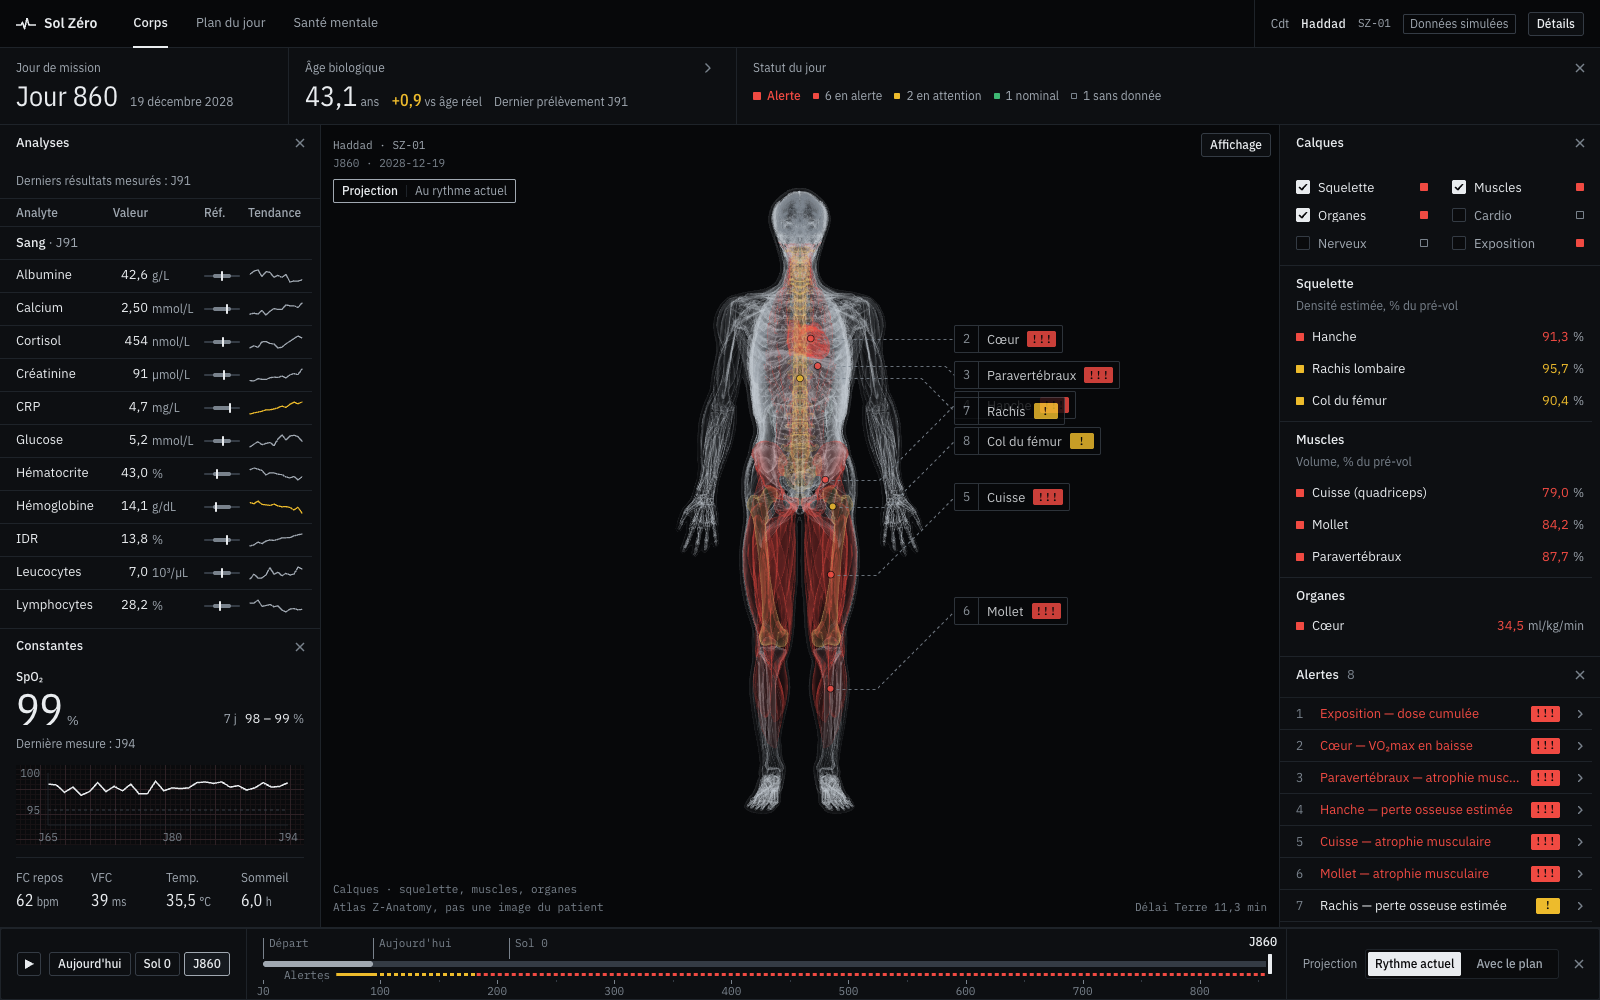 Sol Zéro
Corps
Plan du jour
Santé mentale
Cdt Haddad SZ-01
Données simulées
Détails
Jour de mission
Jour 860 19 décembre 2028
Âge biologique
43,1 ans +0,9 vs âge réel Dernier prélèvement J91
Statut du jour
Alerte 6 en alerte 2 en attention 1 nominal 1 sans donnée
Analyses
Derniers résultats mesurés : J91
Analyte Valeur Réf. Tendance
Sang · J91
Albumine 42,6 g/L
Calcium 2,50 mmol/L
Cortisol 454 nmol/L
Créatinine 91 µmol/L
CRP 4,7 mg/L
Glucose 5,2 mmol/L
Hématocrite 43,0 %
Hémoglobine 14,1 g/dL
IDR 13,8 %
Leucocytes 7,0 10³/µL
Lymphocytes 28,2 %
Constantes
SpO₂
99 %
7 j 98 – 99 %
Dernière mesure : J94
100
95
J65 J80 J94
FC repos VFC Temp. Sommeil
62 bpm 39 ms 35,5 °C 6,0 h
Haddad · SZ-01
J860 · 2028-12-19
Projection Au rythme actuel
Affichage
2 Cœur !!!
3 Paravertébraux !!!
Hanche
7 Rachis !
8 Col du fémur !
5 Cuisse !!!
6 Mollet !!!
Calques · squelette, muscles, organes
Atlas Z-Anatomy, pas une image du patient
Délai Terre 11,3 min
Calques
Squelette Muscles
Organes Cardio
Nerveux Exposition
Squelette
Densité estimée, % du pré-vol
Hanche 91,3 %
Rachis lombaire 95,7 %
Col du fémur 90,4 %
Muscles
Volume, % du pré-vol
Cuisse (quadriceps) 79,0 %
Mollet 84,2 %
Paravertébraux 87,7 %
Organes
Cœur 34,5 ml/kg/min
Alertes 8
1 Exposition — dose cumulée !!!
2 Cœur — VO₂max en baisse !!!
3 Paravertébraux — atrophie musc... !!!
4 Hanche — perte osseuse estimée !!!
5 Cuisse — atrophie musculaire !!!
6 Mollet — atrophie musculaire !!!
7 Rachis — perte osseuse estimée !
Aujourd'hui
Sol 0
J860
Départ Aujourd'hui Sol 0 J860
Alertes
J0 100 200 300 400 500 600 700 800
Projection Rythme actuel Avec le plan